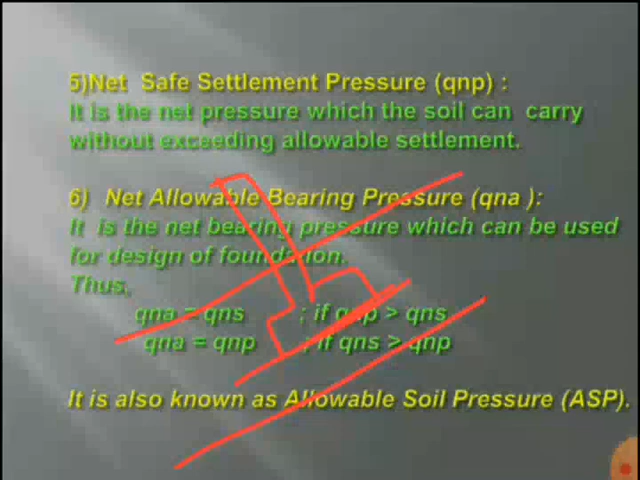 5)Net Safe Settlement Pressure (qnp) :
It is the net pressure which the soil can carry
without exceeding allowable settlement.
6) Net Allowable Bearing Pressure (qna ):
It is the net bearing pressure which can be used
for design of foundation.
Thus,
qna = qns ; if qnp > qns
qna = qnp ; if qns > qnp
It is also known as Allowable Soil Pressure (ASP).